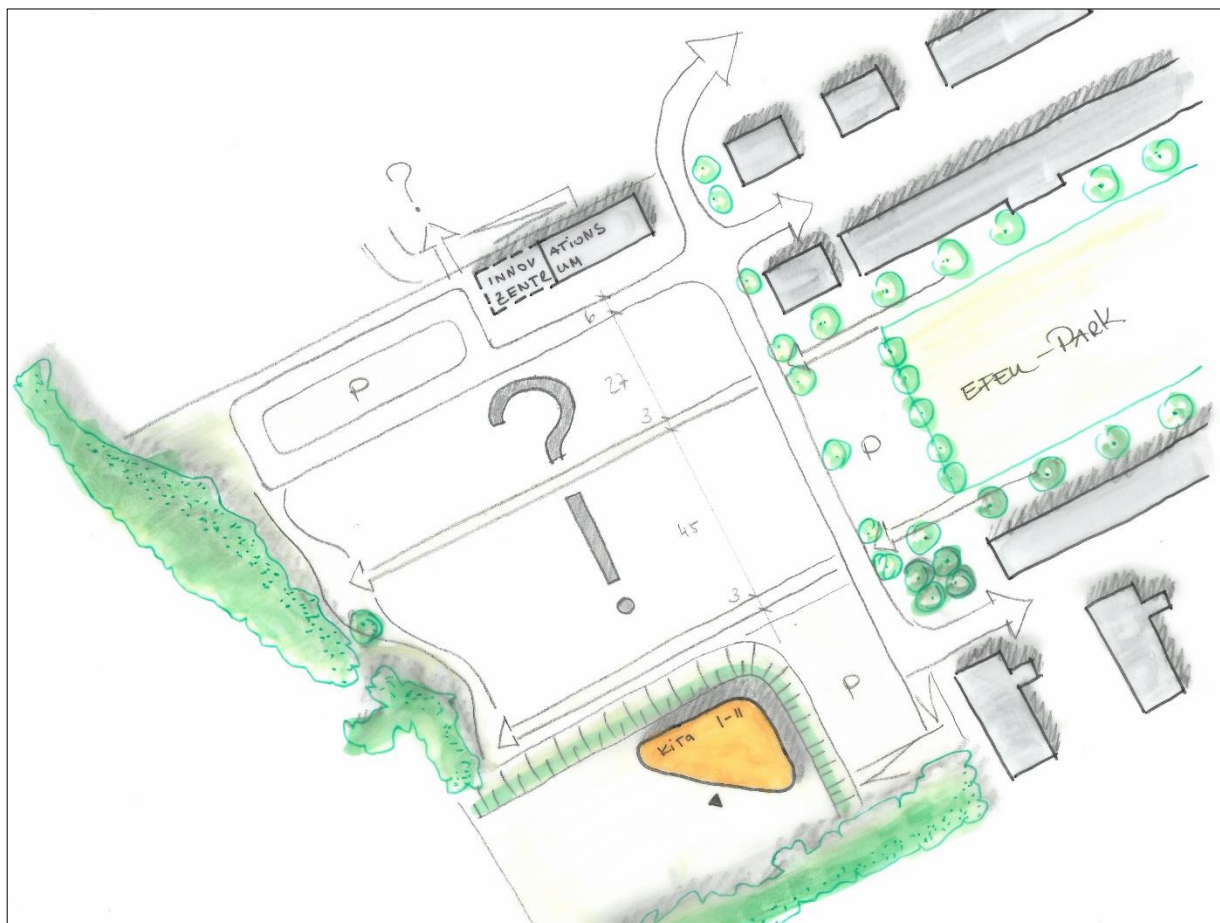 ?
INNOV ATIONS
ZENTR UM
P
6
?
27
3
EFEU-PARK
P
!
45
3
P
Kita I-II